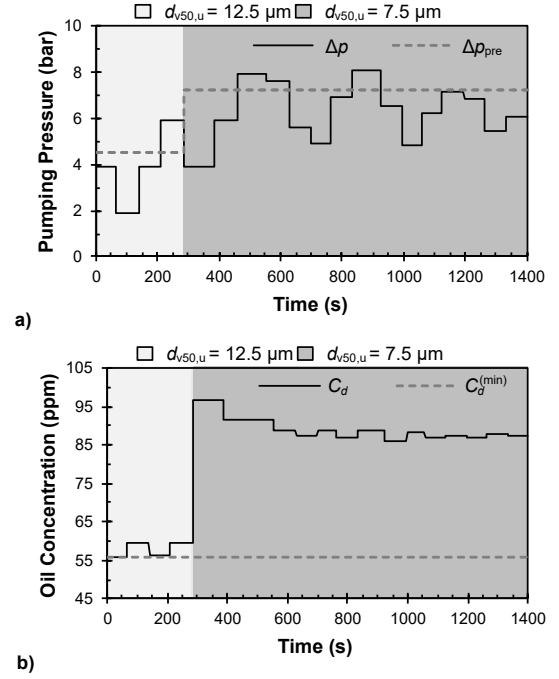 d_v50,u = 12.5 μm d_v50,u = 7.5 μm
Δp Δp_pre
Pumping Pressure (bar)
10
8
6
4
2
0
0 200 400 600 800 1000 1200 1400
Time (s)
a)
d_v50,u = 12.5 μm d_v50,u = 7.5 μm
C_d C_d^(min)
Oil Concentration (ppm)
105
95
85
75
65
55
45
0 200 400 600 800 1000 1200 1400
Time (s)
b)